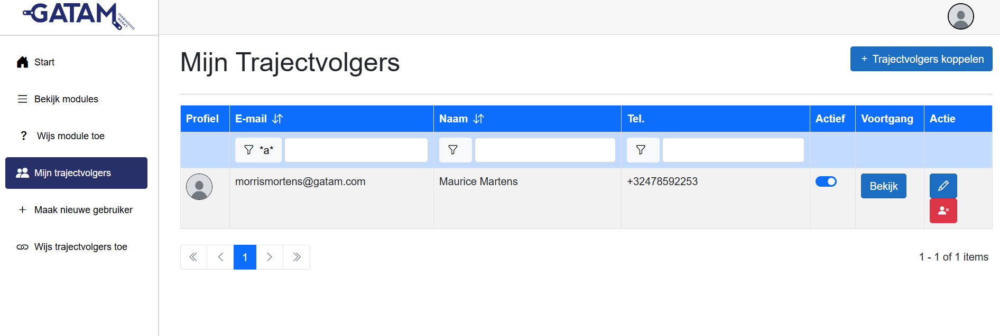 GATAM
VERBINDING
WERKT
Start
Bekijk modules
? Wijs module toe
Mijn trajectvolgers
+ Maak nieuwe gebruiker
Wijs trajectvolgers toe
Mijn Trajectvolgers
+ Trajectvolgers koppelen
Profiel E-mail Naam Tel. Actief Voortgang Actie
*a*
morrismortens@gatam.com Maurice Martens +32478592253 Bekijk
1
1 - 1 of 1 items